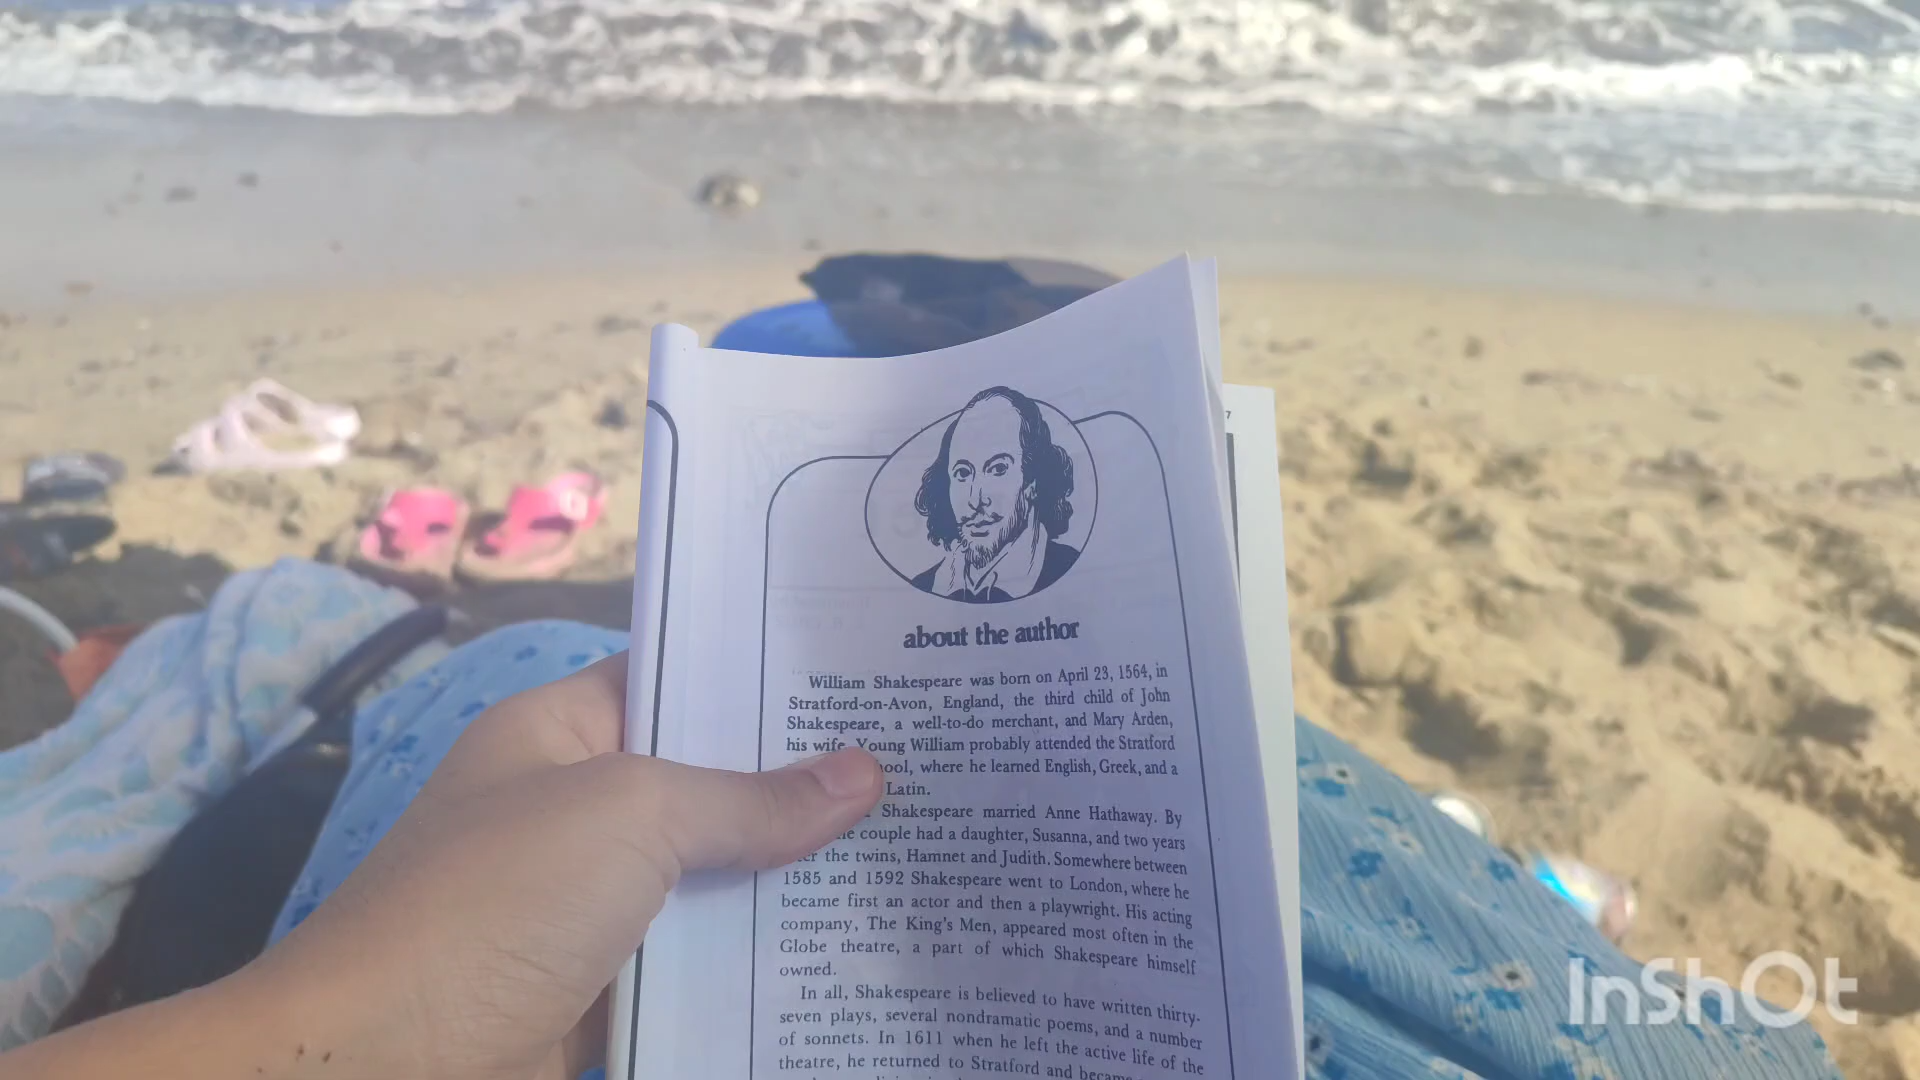 7
about the author
William Shakespeare was born on April 23, 1564, in
Stratford-on-Avon, England, the third child of John
Shakespeare, a well-to-do merchant, and Mary Arden,
his wife. Young William probably attended the Stratford
hool, where he learned English, Greek, and a
Latin.
Shakespeare married Anne Hathaway. By
couple had a daughter, Susanna, and two years
the twins, Hamnet and Judith. Somewhere between
1585 and 1592 Shakespeare went to London, where he
became first an actor and then a playwright. His acting
company, The King's Men, appeared most often in the
Globe theatre, a part of which Shakespeare himself
owned.
In all, Shakespeare is believed to have written thirty-
seven plays, several nondramatic poems, and a number
of sonnets. In 1611 when he left the active life of the
theatre, he returned to Stratford and became
InShOt